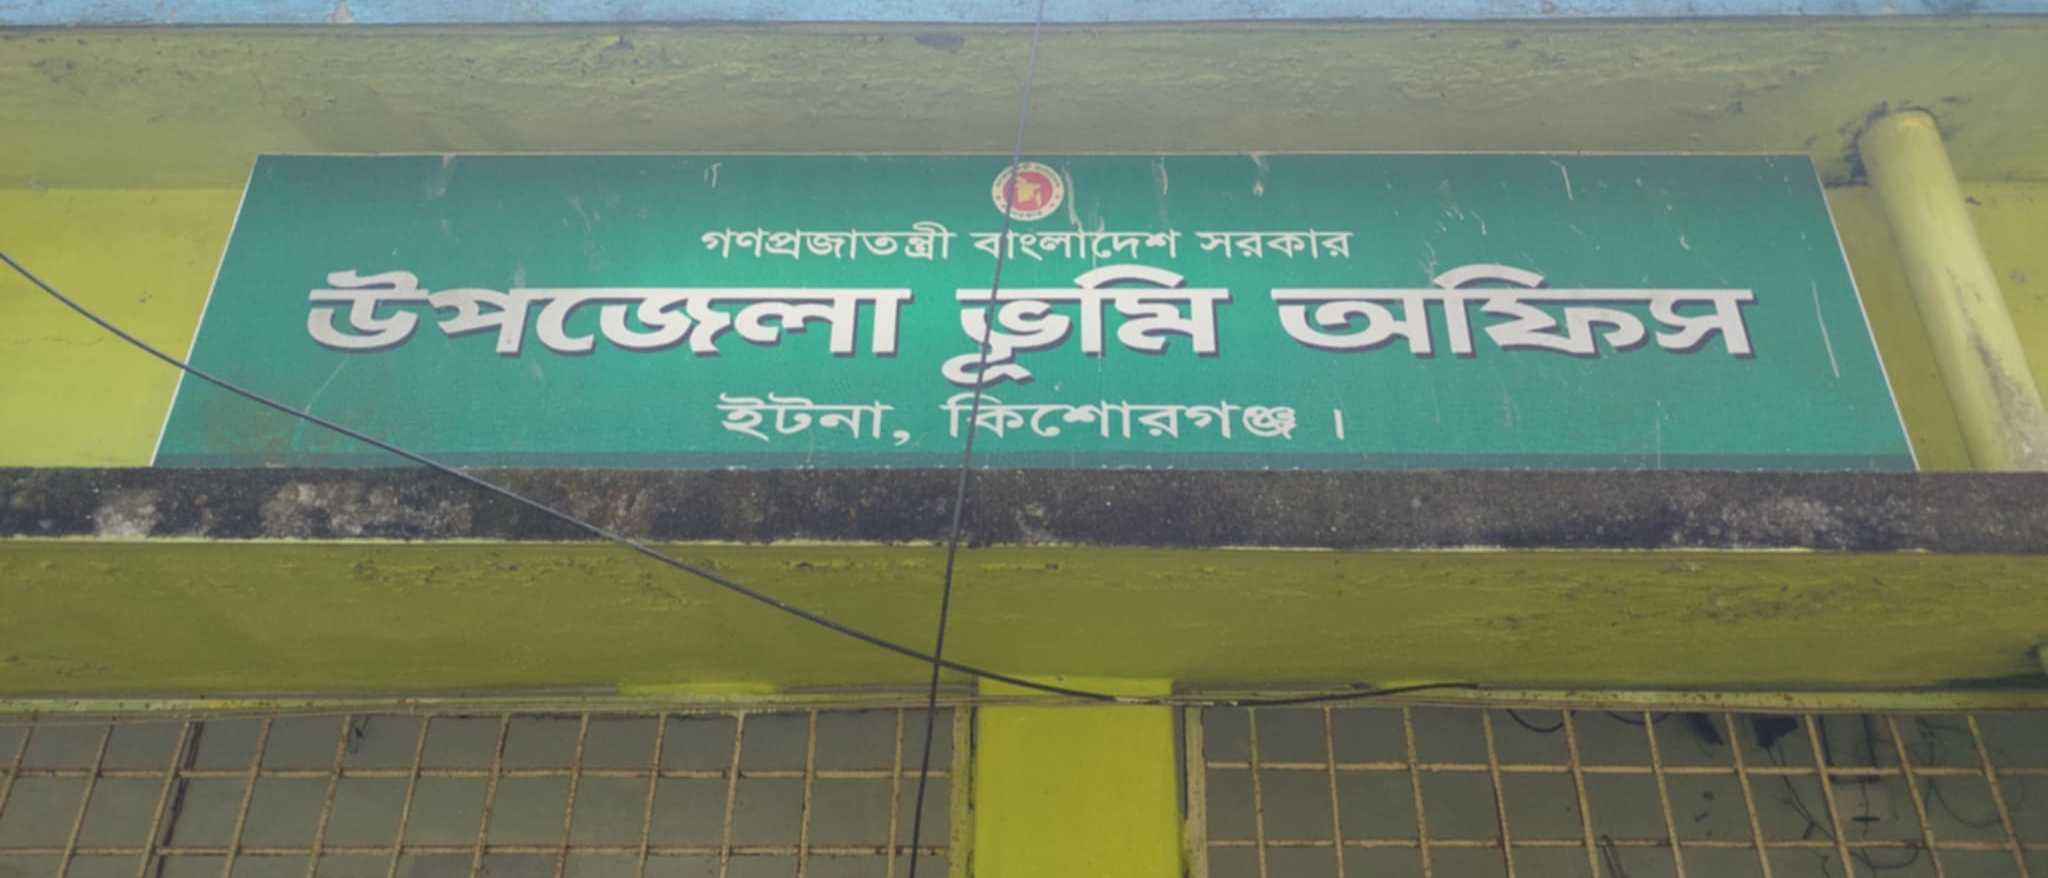 গণপ্রজাতন্ত্রী বাংলাদেশ সরকার
উপজেলা ভূমি অফিস
ইটনা, কিশোরগঞ্জ ।